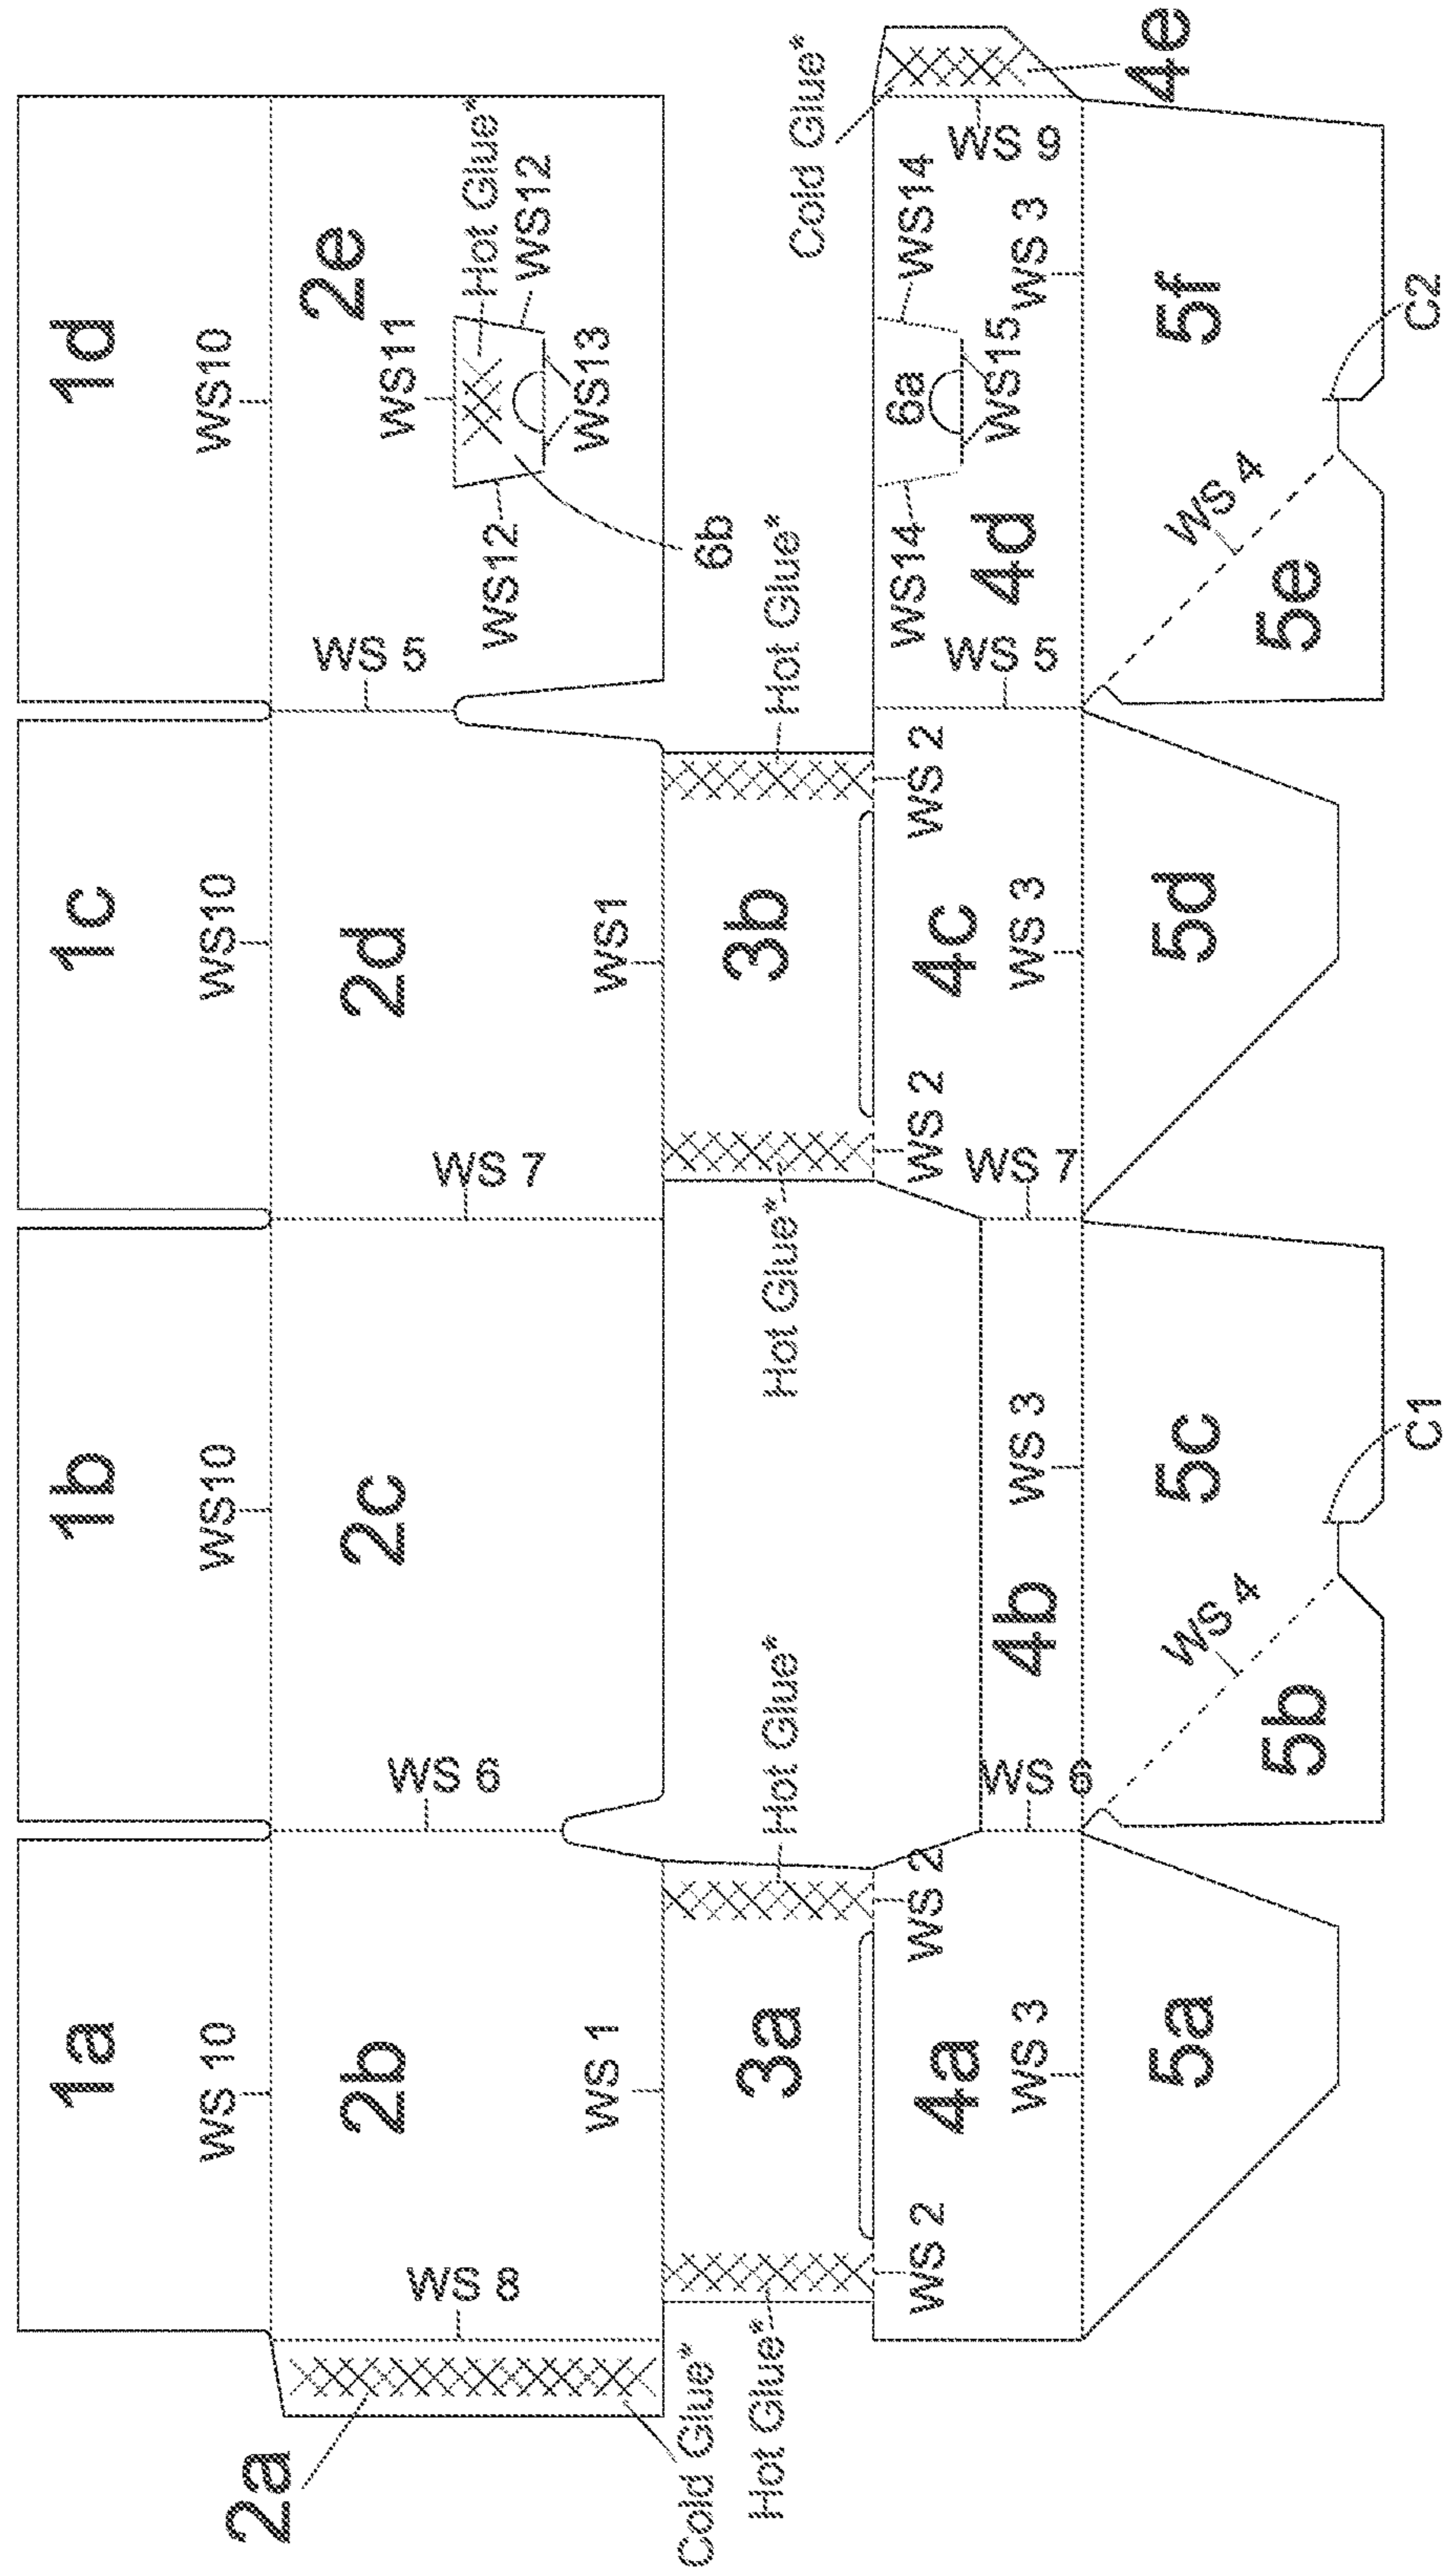 1a
1b
1c
1d
WS 10
WS10
WS10
WS10
2a
2b
WS 6
2c
WS 7
2d
WS 5
2e
WS 8
WS11
Hot Glue*
WS12
WS12
WS13
6b
WS 1
WS1
Cold Glue*
Hot Glue*
3a
Hot Glue*
Hot Glue*
3b
Hot Glue*
Cold Glue*
WS 2
4a
WS 2
WS 2
4c
WS 2
WS14
6a
WS14
WS 5
4d
WS15
WS 9
WS 3
WS 6
4b
WS 3
WS 7
WS 3
WS 3
4e
5a
5b
WS 4
5c
5d
5e
WS 4
5f
C1
C2